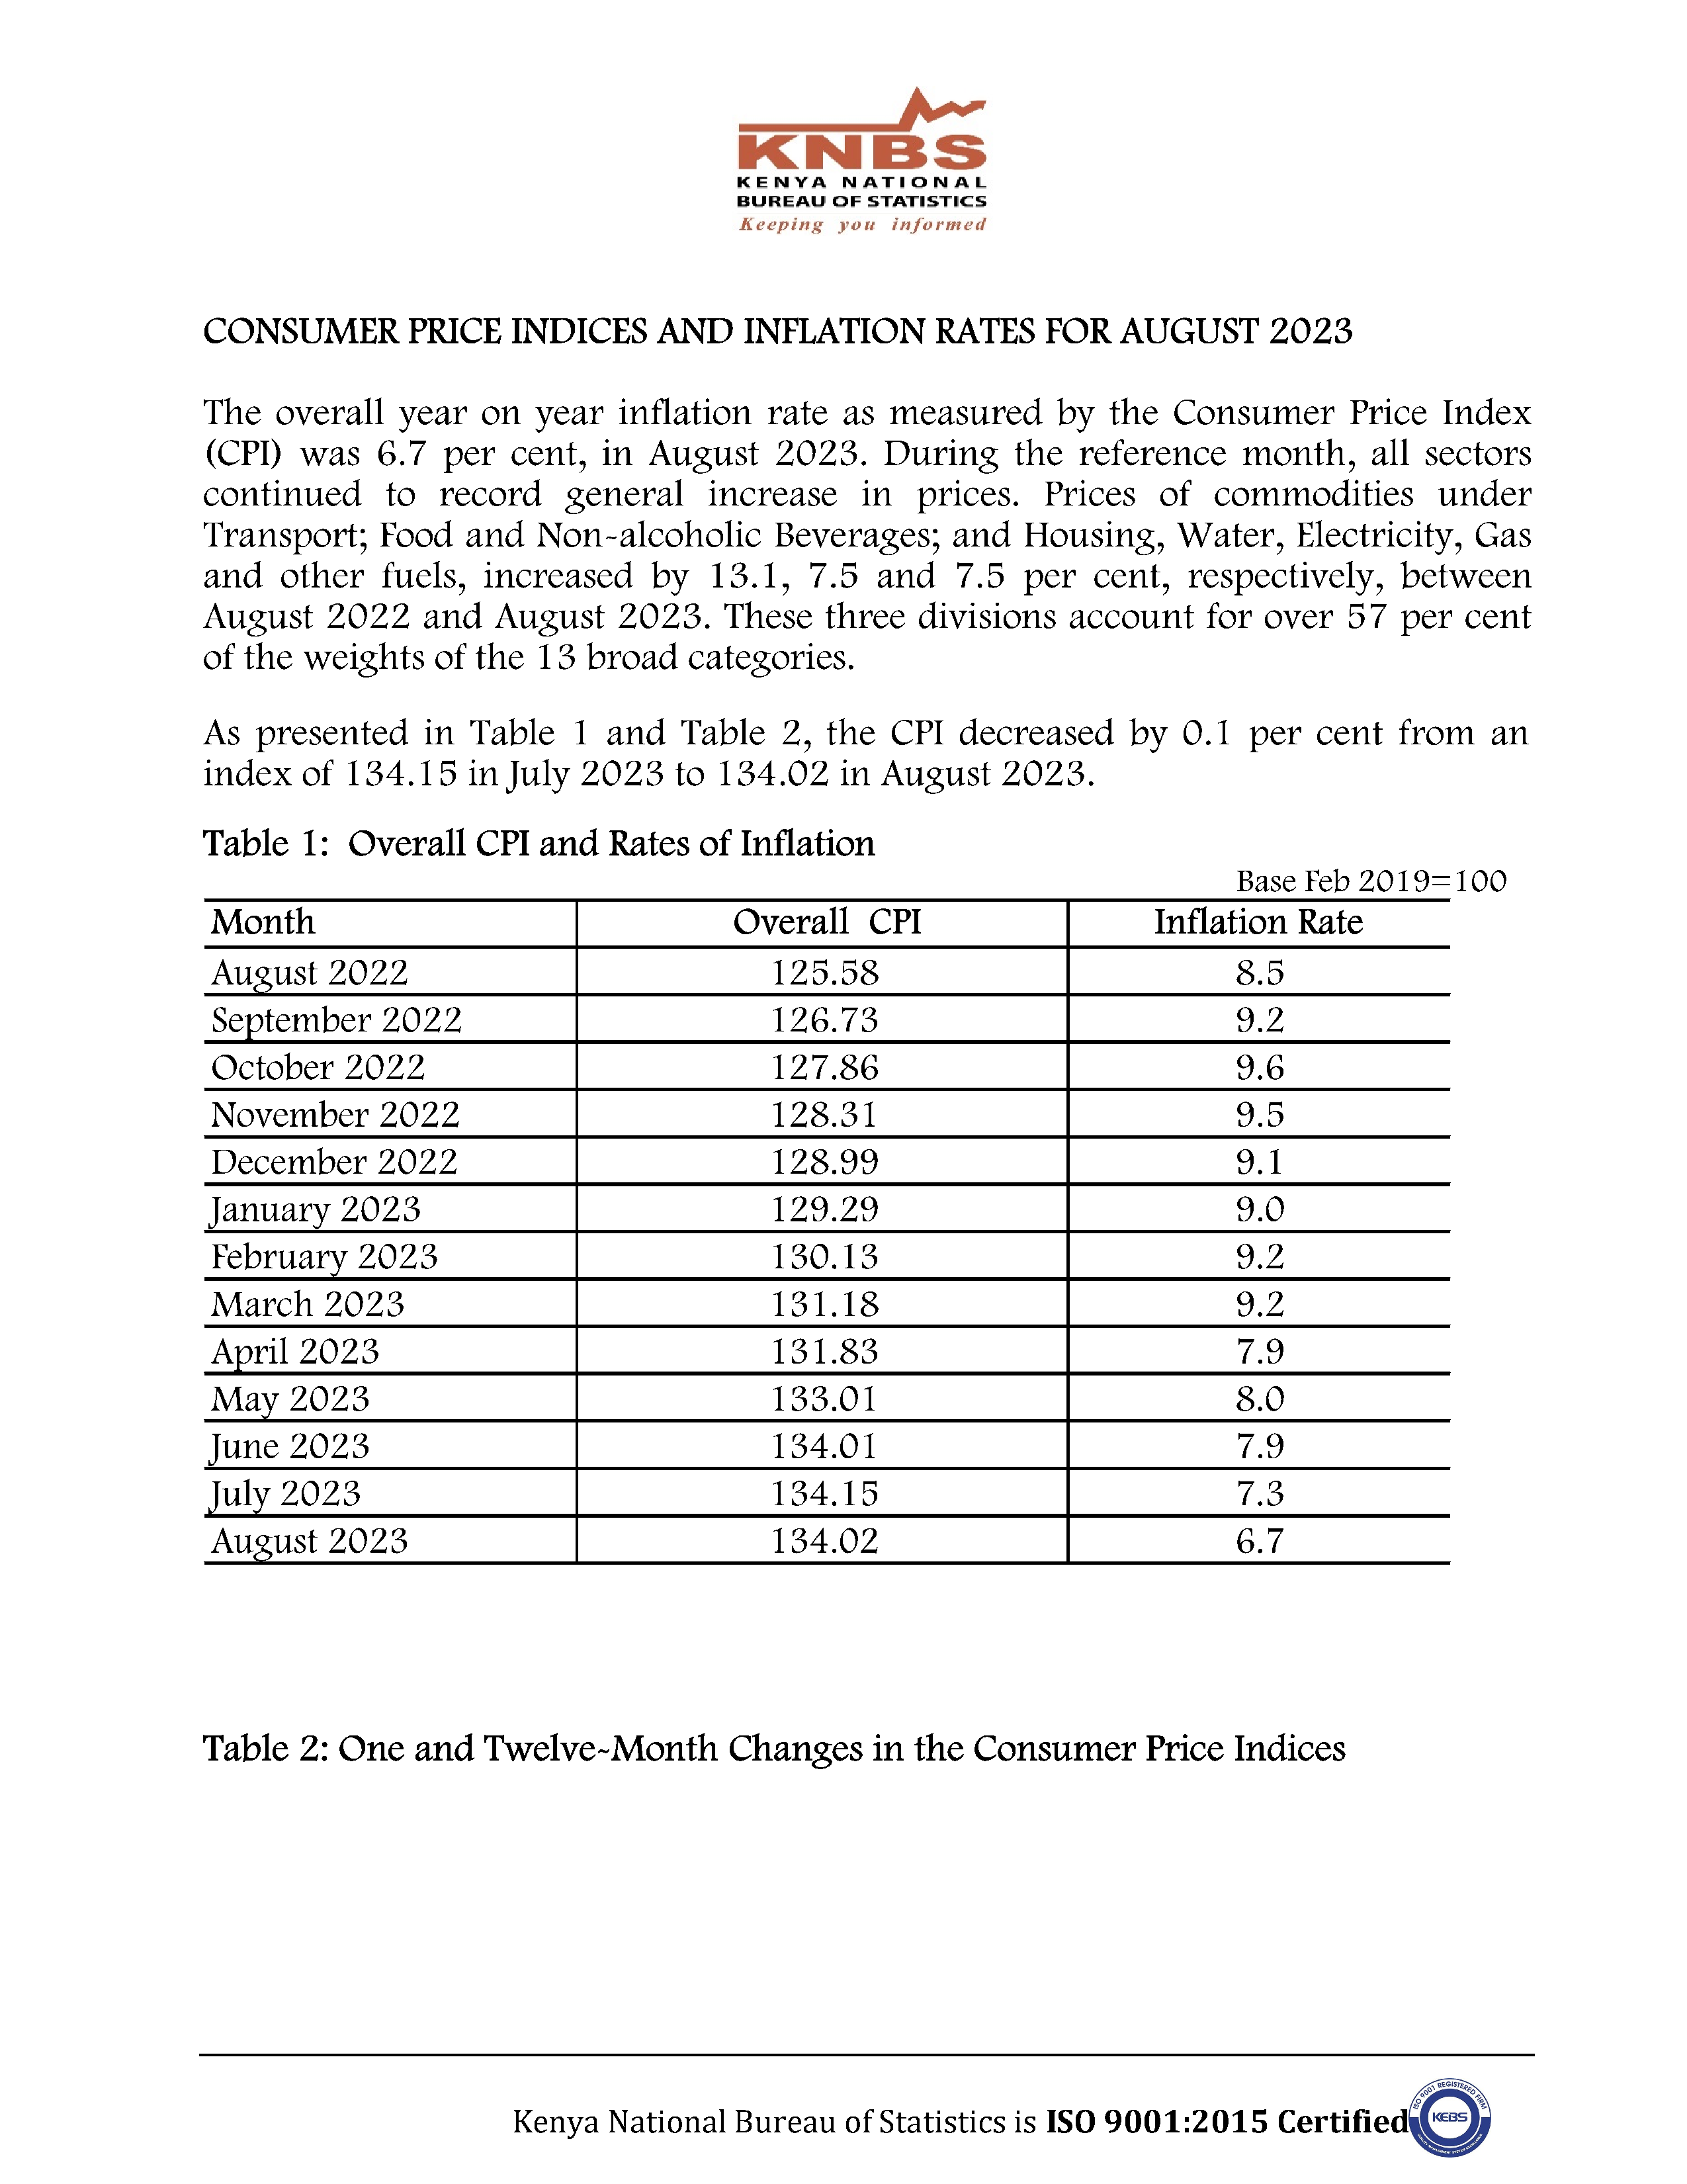 KNBS
KENYA NATIONAL
BUREAU OF STATISTICS
Keeping you informed
CONSUMER PRICE INDICES AND INFLATION RATES FOR AUGUST 2023
The overall year on year inflation rate as measured by the Consumer Price Index
(CPI) was 6.7 per cent, in August 2023. During the reference month, all sectors
continued to record general increase in prices. Prices of commodities under
Transport; Food and Non-alcoholic Beverages; and Housing, Water, Electricity, Gas
and other fuels, increased by 13.1, 7.5 and 7.5 per cent, respectively, between
August 2022 and August 2023. These three divisions account for over 57 per cent
of the weights of the 13 broad categories.
As presented in Table 1 and Table 2, the CPI decreased by 0.1 per cent from an
index of 134.15 in July 2023 to 134.02 in August 2023.
Table 1: Overall CPI and Rates of Inflation
Base Feb 2019=100
Month Overall CPI Inflation Rate
August 2022 125.58 8.5
September 2022 126.73 9.2
October 2022 127.86 9.6
November 2022 128.31 9.5
December 2022 128.99 9.1
January 2023 129.29 9.0
February 2023 130.13 9.2
March 2023 131.18 9.2
April 2023 131.83 7.9
May 2023 133.01 8.0
June 2023 134.01 7.9
July 2023 134.15 7.3
August 2023 134.02 6.7
Table 2: One and Twelve-Month Changes in the Consumer Price Indices
Kenya National Bureau of Statistics is ISO 9001:2015 Certified
ISO 9001 REGISTERED FIRM
KEBS